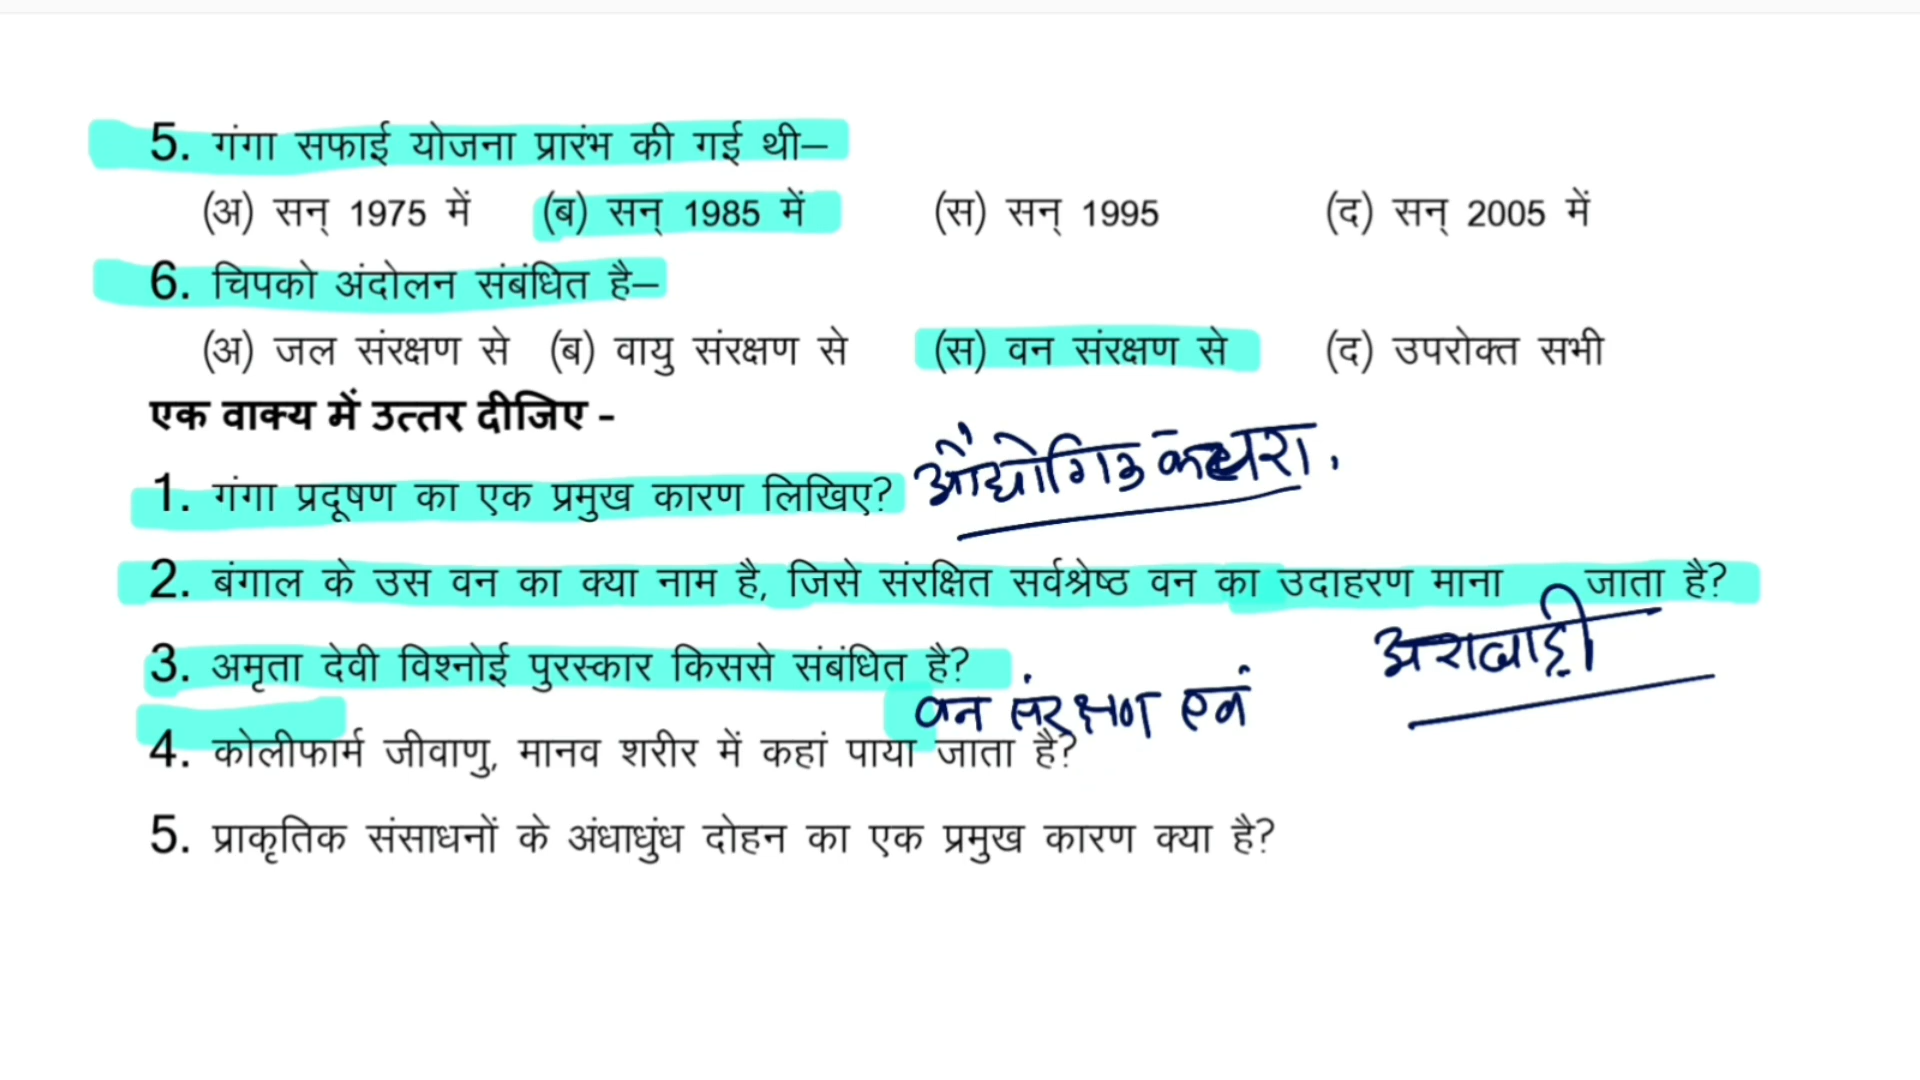 5. गंगा सफाई योजना प्रारंभ की गई थी–
(अ) सन् 1975 में (ब) सन् 1985 में (स) सन् 1995 (द) सन् 2005 में
6. चिपको अंदोलन संबंधित है–
(अ) जल संरक्षण से (ब) वायु संरक्षण से (स) वन संरक्षण से (द) उपरोक्त सभी
एक वाक्य में उत्तर दीजिए -
1. गंगा प्रदूषण का एक प्रमुख कारण लिखिए? औद्योगिक कचरा.
2. बंगाल के उस वन का क्या नाम है, जिसे संरक्षित सर्वश्रेष्ठ वन का उदाहरण माना जाता है?
अराबाड़ी
3. अमृता देवी विश्नोई पुरस्कार किससे संबंधित है?
वन संरक्षण एवं
4. कोलीफार्म जीवाणु, मानव शरीर में कहां पाया जाता है?
5. प्राकृतिक संसाधनों के अंधाधुंध दोहन का एक प्रमुख कारण क्या है?